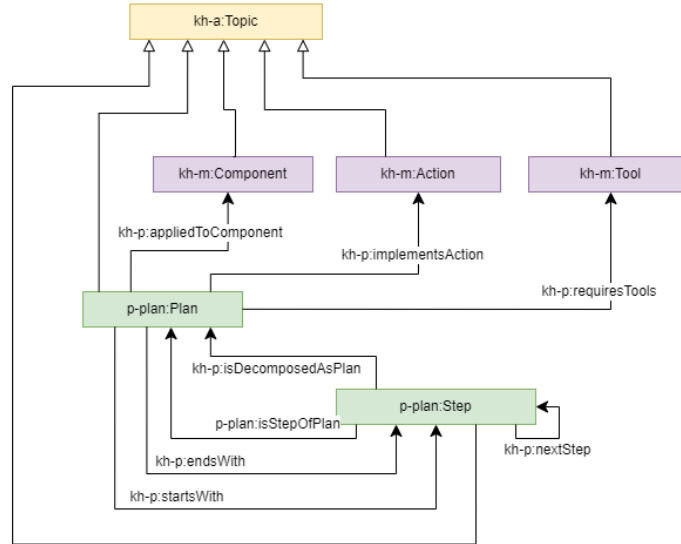 kh-a:Topic
kh-m:Component
kh-m:Action
kh-m:Tool
kh-p:appliedToComponent
kh-p:implementsAction
kh-p:requiresTools
p-plan:Plan
kh-p:isDecomposedAsPlan
p-plan:Step
p-plan:isStepOfPlan
kh-p:nextStep
kh-p:endsWith
kh-p:startsWith